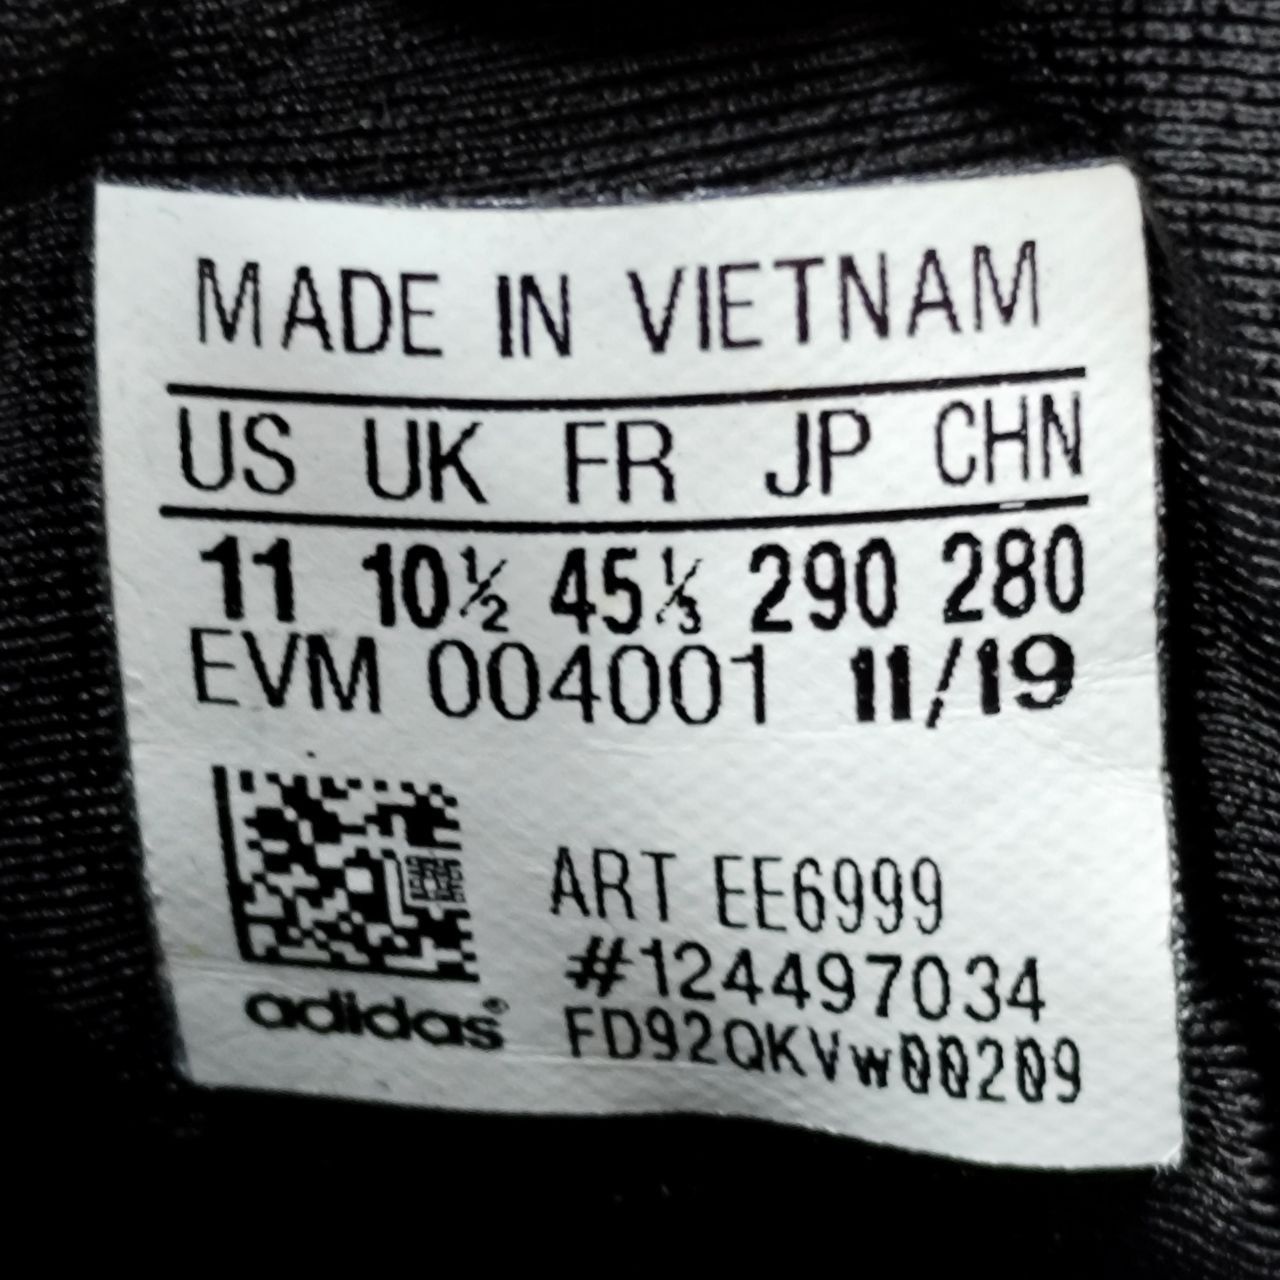 MADE IN VIETNAM
US UK FR JP CHN
11 10½ 45⅓ 290 280
EVM 004001 11/19
ART EE6999
#124497034
adidas® FD92QKVw00209